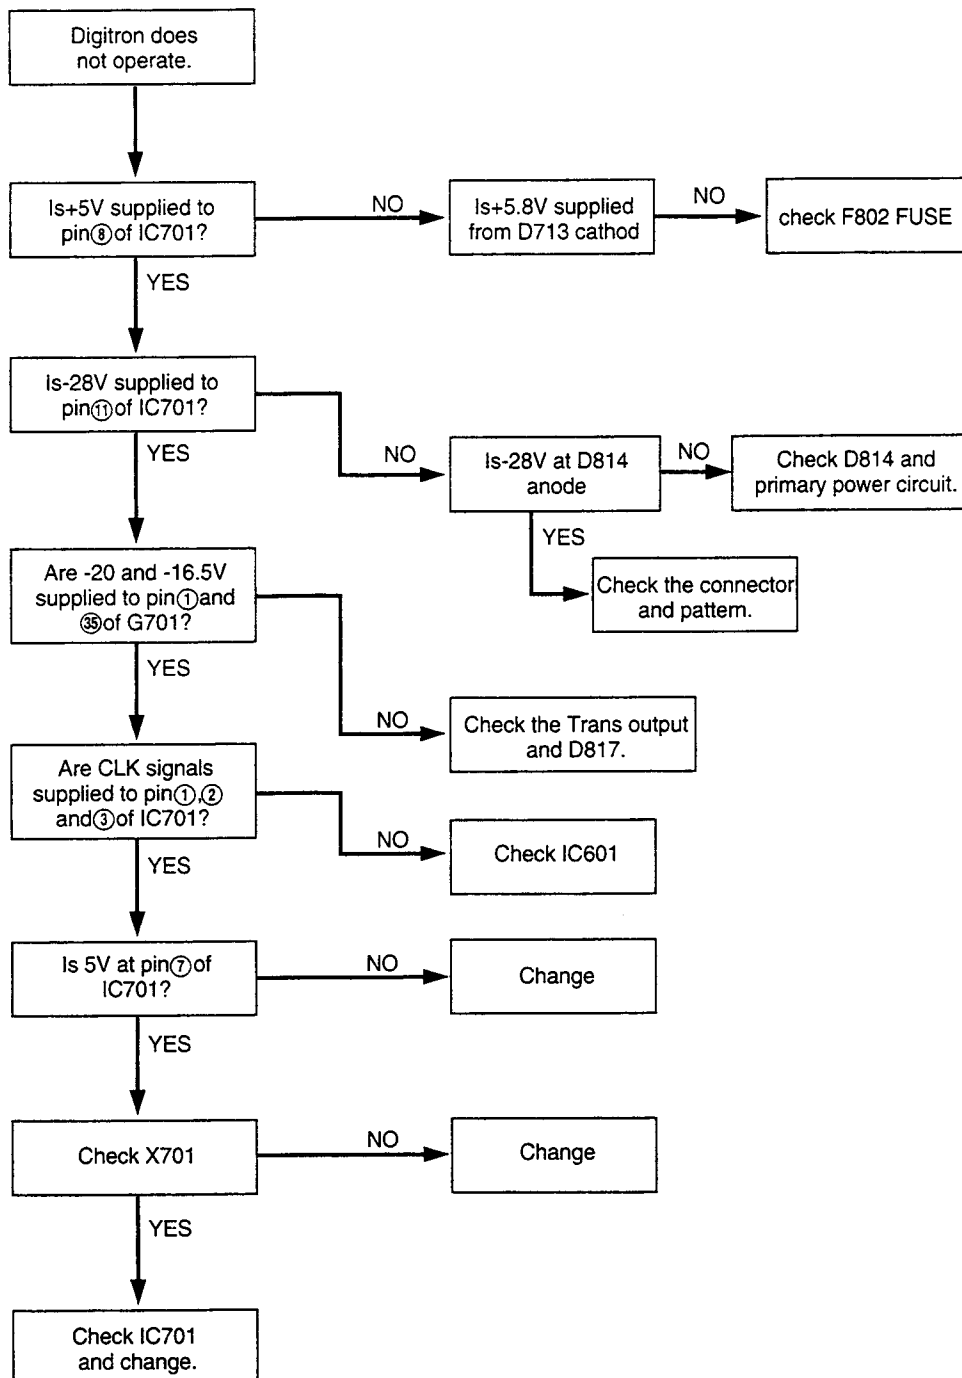 Digitron does
not operate.
Is+5V supplied to
pin⑧of IC701?
NO
Is+5.8V supplied
from D713 cathod
NO
check F802 FUSE
YES
Is-28V supplied to
pin⑪of IC701?
YES
NO
Is-28V at D814
anode
NO
Check D814 and
primary power circuit.
YES
Check the connector
and pattern.
Are -20 and -16.5V
supplied to pin①and
㉟of G701?
YES
NO
Check the Trans output
and D817.
Are CLK signals
supplied to pin①,②
and③of IC701?
YES
NO
Check IC601
Is 5V at pin⑦of
IC701?
NO
Change
YES
Check X701
NO
Change
YES
Check IC701
and change.